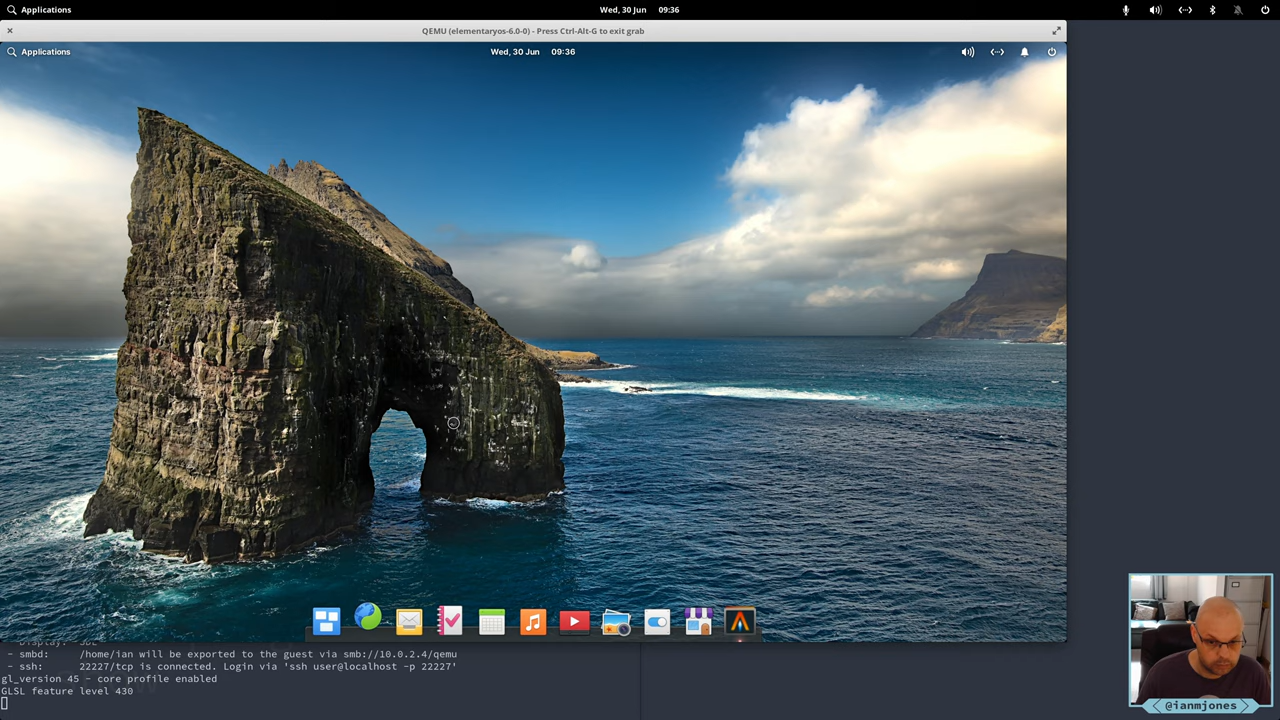 Applications
Wed, 30 Jun 09:36
QEMU (elementaryos-6.0-0) - Press Ctrl-Alt-G to exit grab
Applications
Wed, 30 Jun 09:36
- smbd: /home/ian will be exported to the guest via smb://10.0.2.4/qemu
- ssh: 22227/tcp is connected. Login via 'ssh user@localhost -p 22227'
gl_version 45 - core profile enabled
GLSL feature level 430
@ianmjones